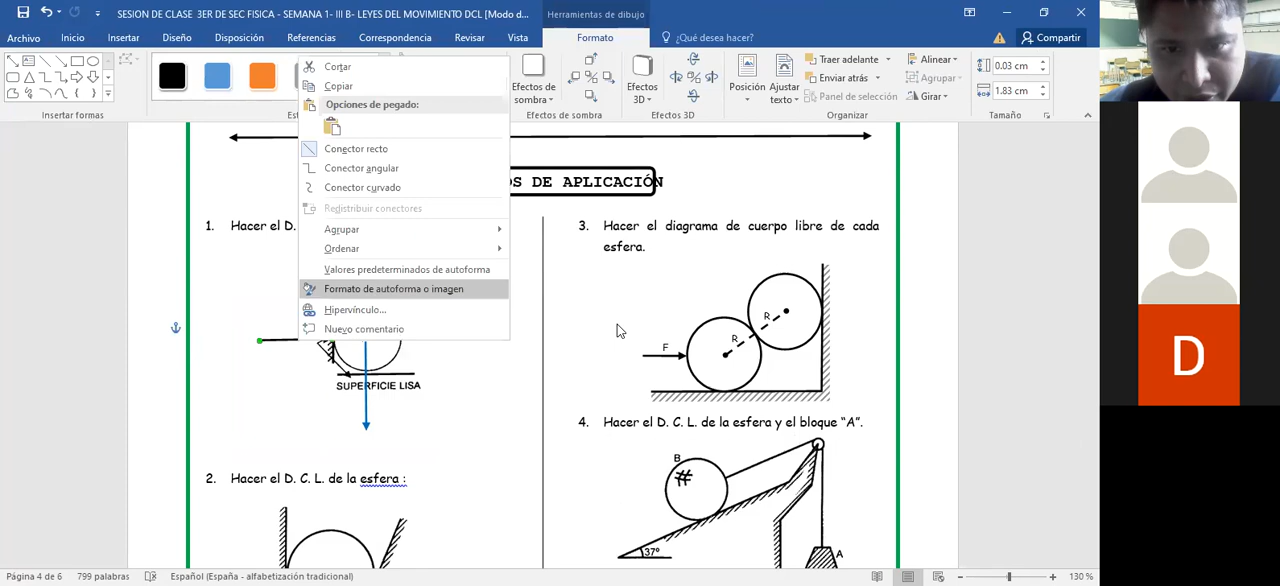 SESION DE CLASE 3ER DE SEC FISICA - SEMANA 1- III B- LEYES DEL MOVIMIENTO DCL [Modo d...
Herramientas de dibujo
Archivo Inicio Insertar Diseño Disposición Referencias Correspondencia Revisar Vista Formato ¿Qué desea hacer? Compartir
Cortar
Copiar
Opciones de pegado:
Conector recto
Conector angular
Conector curvado
Redistribuir conectores
Agrupar
Ordenar
Valores predeterminados de autoforma
Formato de autoforma o imagen
Hipervínculo...
Nuevo comentario
Insertar formas
Est
Efectos de
sombra
Efectos de sombra
Efectos
3D
Efectos 3D
Posición
Ajustar
texto
Traer adelante
Enviar atrás
Panel de selección
Alinear
Agrupar
Girar
Organizar
0.03 cm
1.83 cm
Tamaño
OS DE APLICACIÓN
1. Hacer el D.
SUPERFICIE LISA
2. Hacer el D. C. L. de la esfera :
3. Hacer el diagrama de cuerpo libre de cada
esfera.
R
R
F
4. Hacer el D. C. L. de la esfera y el bloque "A".
B
37°
A
D
Página 4 de 6 799 palabras Español (España - alfabetización tradicional) 130 %